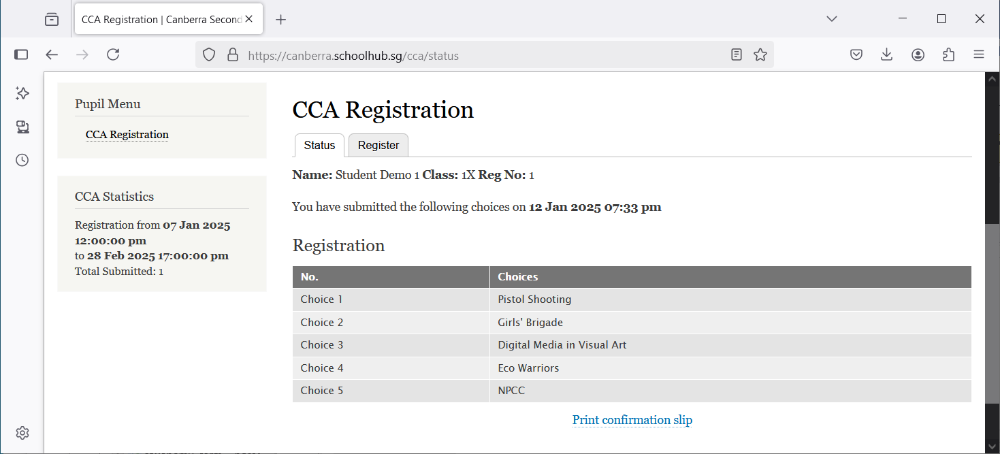 CCA Registration | Canberra Second
https://canberra.schoolhub.sg/cca/status
Pupil Menu
CCA Registration
CCA Statistics
Registration from 07 Jan 2025
12:00:00 pm
to 28 Feb 2025 17:00:00 pm
Total Submitted: 1
CCA Registration
Status Register
Name: Student Demo 1 Class: 1X Reg No: 1
You have submitted the following choices on 12 Jan 2025 07:33 pm
Registration
No. Choices
Choice 1 Pistol Shooting
Choice 2 Girls' Brigade
Choice 3 Digital Media in Visual Art
Choice 4 Eco Warriors
Choice 5 NPCC
Print confirmation slip